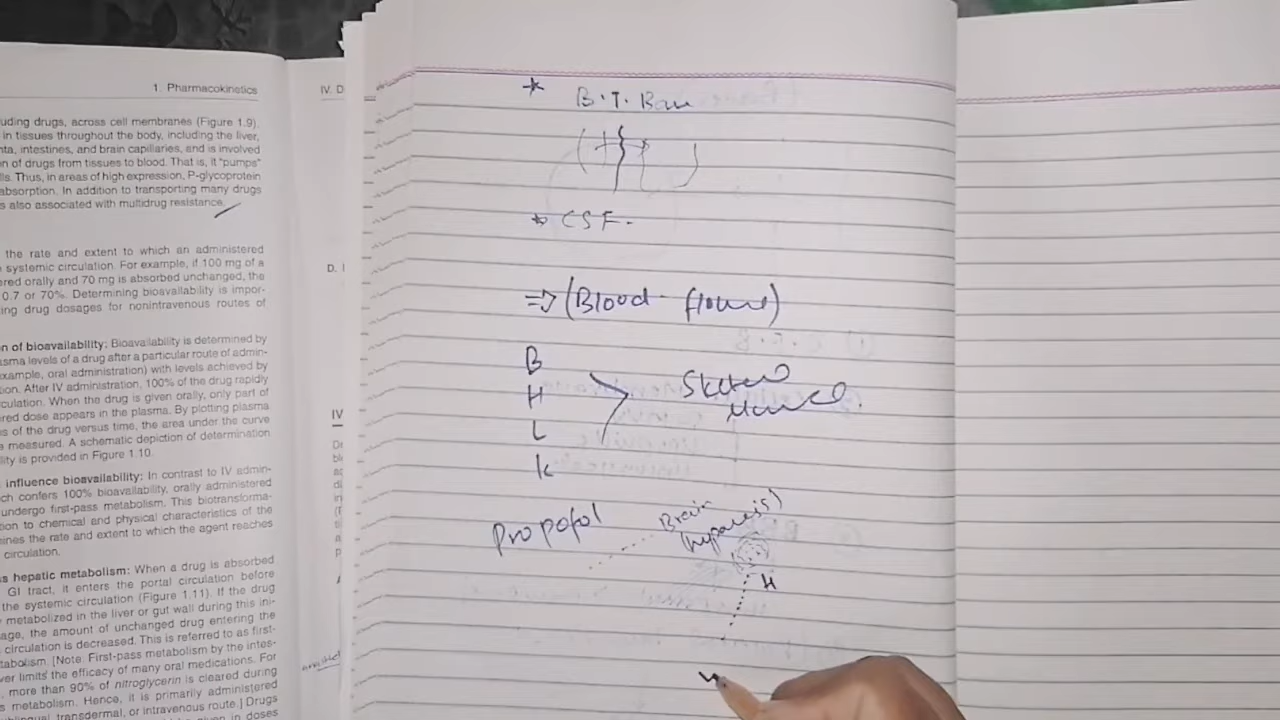 1. Pharmacokinetics
uding drugs, across cell membranes (Figure 1.9).
in tissues throughout the body, including the liver,
nta, intestines, and brain capillaries, and is involved
on of drugs from tissues to blood. That is, it "pumps"
lls. Thus, in areas of high expression, P-glycoprotein
absorption. In addition to transporting many drugs
s also associated with multidrug resistance.
the rate and extent to which an administered
systemic circulation. For example, if 100 mg of a
ered orally and 70 mg is absorbed unchanged, the
0.7 or 70%. Determining bioavailability is impor-
ing drug dosages for nonintravenous routes of
on of bioavailability: Bioavailability is determined by
asma levels of a drug after a particular route of admin-
example, oral administration) with levels achieved by
tion. After IV administration, 100% of the drug rapidly
culation. When the drug is given orally, only part of
ered dose appears in the plasma. By plotting plasma
s of the drug versus time, the area under the curve
measured. A schematic depiction of determination
lity is provided in Figure 1.10.
influence bioavailability: In contrast to IV admin-
ch confers 100% bioavailability, orally administered
undergo first-pass metabolism. This biotransforma-
ion to chemical and physical characteristics of the
mines the rate and extent to which the agent reaches
circulation.
ss hepatic metabolism: When a drug is absorbed
GI tract, it enters the portal circulation before
the systemic circulation (Figure 1.11). If the drug
metabolized in the liver or gut wall during this ini-
age, the amount of unchanged drug entering the
circulation is decreased. This is referred to as first-
tabolism. [Note: First-pass metabolism by the intes-
ver limits the efficacy of many oral medications. For
more than 90% of nitroglycerin is cleared during
s metabolism. Hence, it is primarily administered
blingual, transdermal, or intravenous route.] Drugs
IV. D
D. I
IV
* B.T.
* CSF.
=> (Blood
B
H
L
K
Propofol
Brain
H